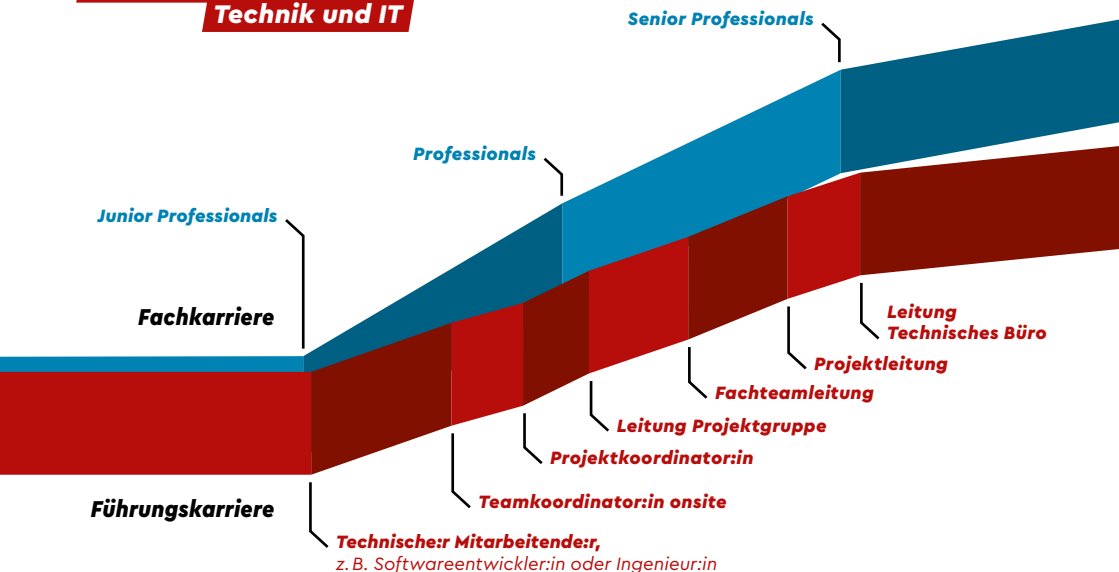 Technik und IT
Senior Professionals
Professionals
Junior Professionals
Fachkarriere
Leitung
Technisches Büro
Projektleitung
Fachteamleitung
Leitung Projektgruppe
Projektkoordinator:in
Teamkoordinator:in onsite
Führungskarriere
Technische:r Mitarbeitende:r,
z. B. Softwareentwickler:in oder Ingenieur:in